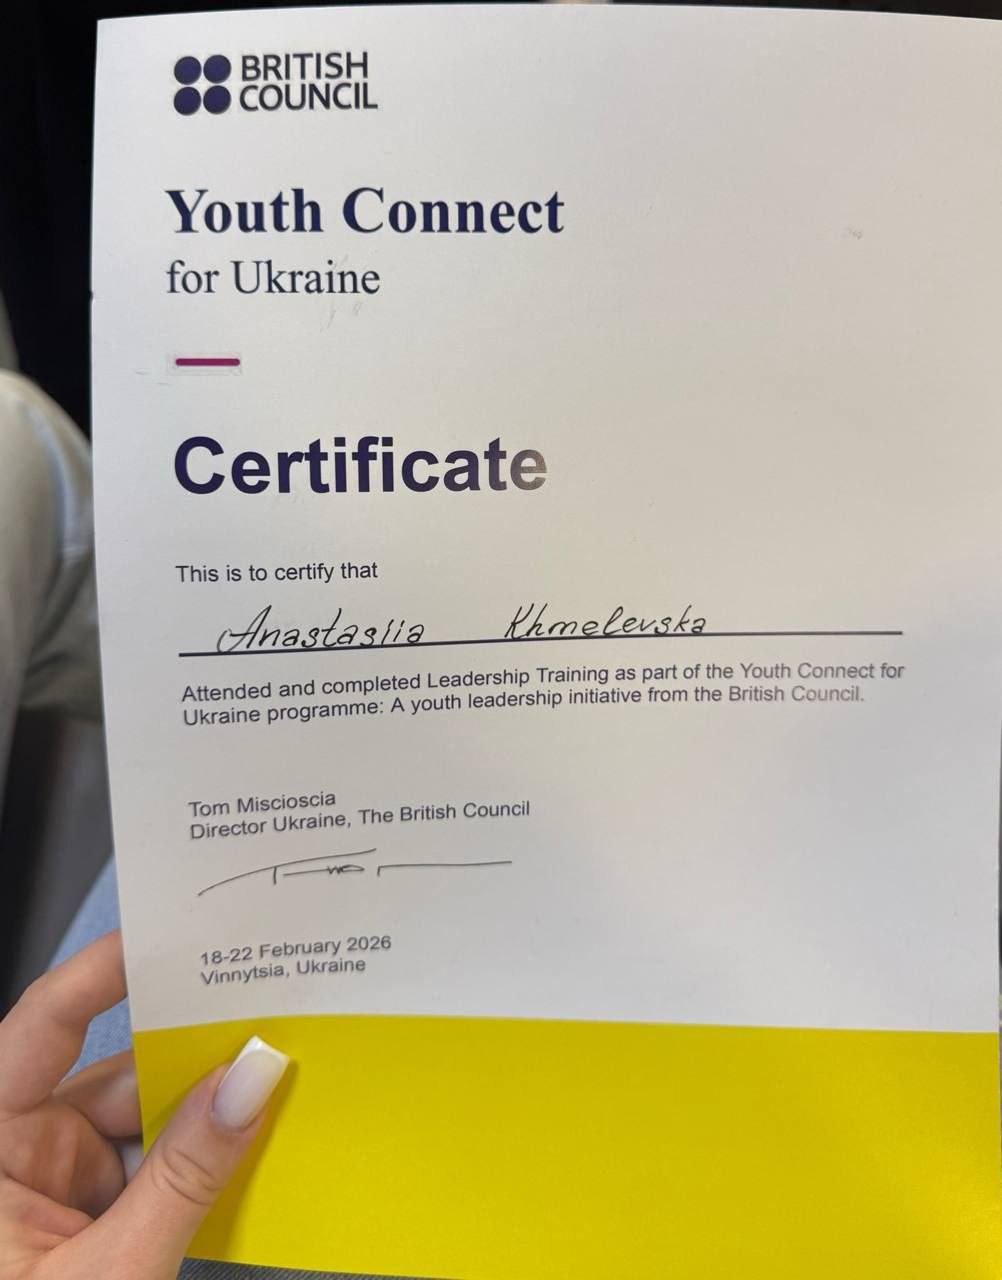 BRITISH
COUNCIL
Youth Connect
for Ukraine
Certificate
This is to certify that
Anastasiia Khmelevska
Attended and completed Leadership Training as part of the Youth Connect for
Ukraine programme: A youth leadership initiative from the British Council.
Tom Miscioscia
Director Ukraine, The British Council
18-22 February 2026
Vinnytsia, Ukraine